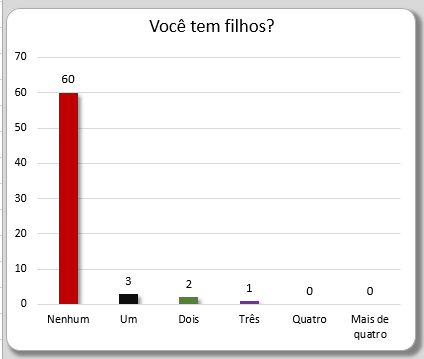 Você tem filhos?
70
60
50
40
30
20
10
0
60
3
2
1
0
0
Nenhum
Um
Dois
Três
Quatro
Mais de
quatro